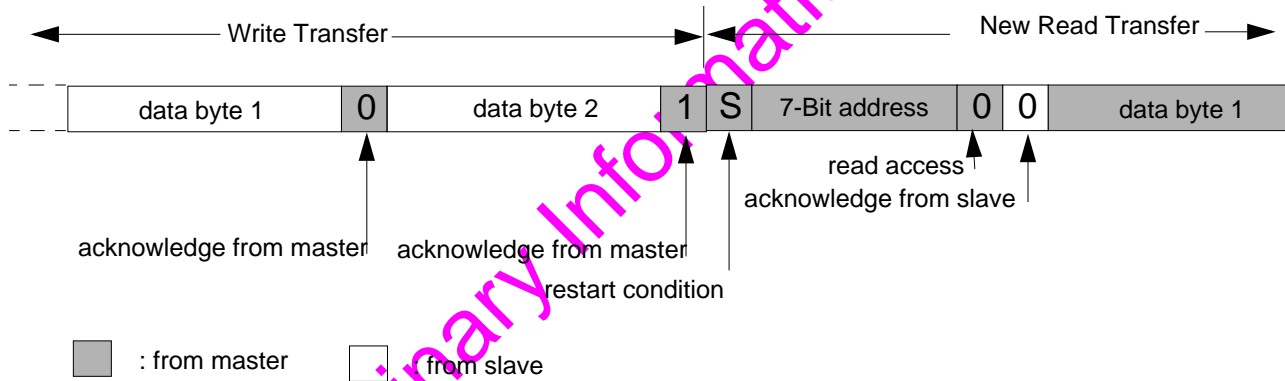 Write Transfer New Read Transfer
data byte 1 0 data byte 2 1 S 7-Bit address 0 0 data byte 1
read access
acknowledge from slave
acknowledge from master acknowledge from master
restart condition
: from master : from slave
inary Informati